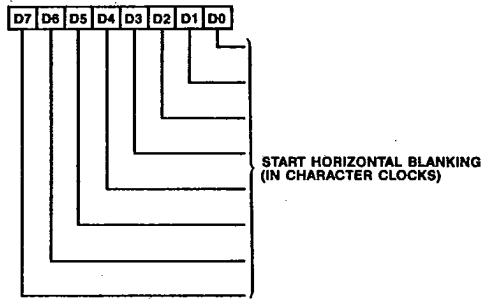 D7 D6 D5 D4 D3 D2 D1 D0
START HORIZONTAL BLANKING
(IN CHARACTER CLOCKS)